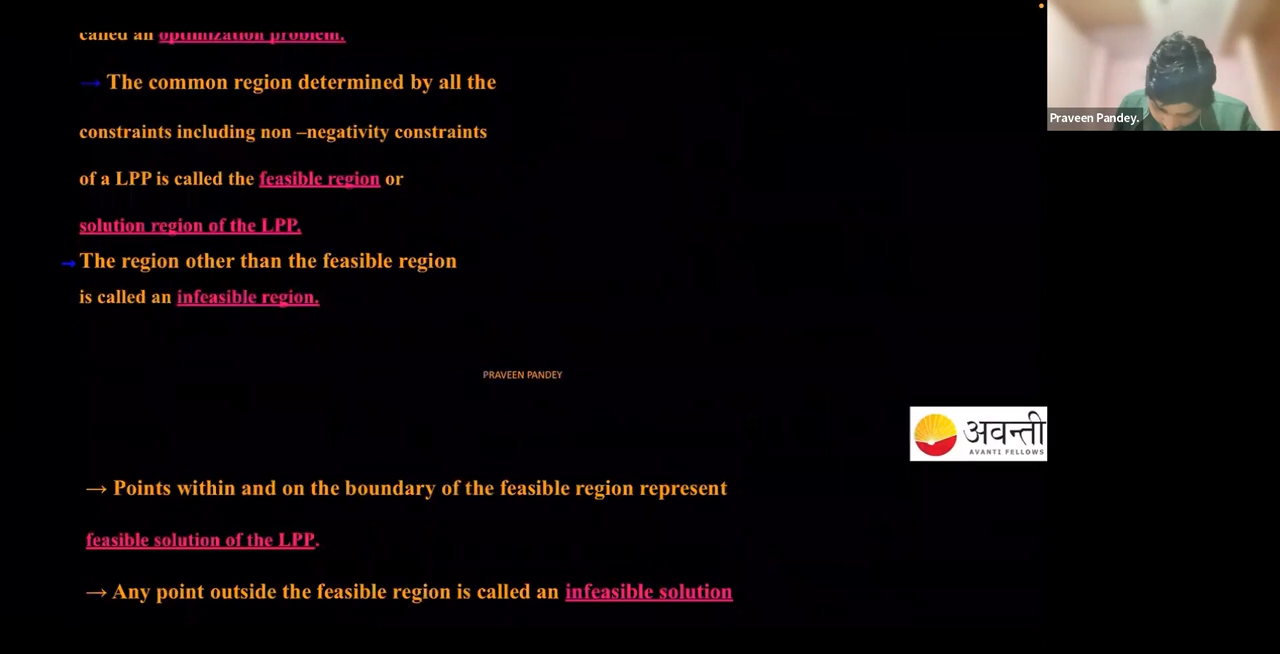 called an optimization problem.
→ The common region determined by all the
constraints including non –negativity constraints
of a LPP is called the feasible region or
solution region of the LPP.
→ The region other than the feasible region
is called an infeasible region.
PRAVEEN PANDEY
→ Points within and on the boundary of the feasible region represent
feasible solution of the LPP.
→ Any point outside the feasible region is called an infeasible solution
Praveen Pandey.
अवन्ती
AVANTI FELLOWS